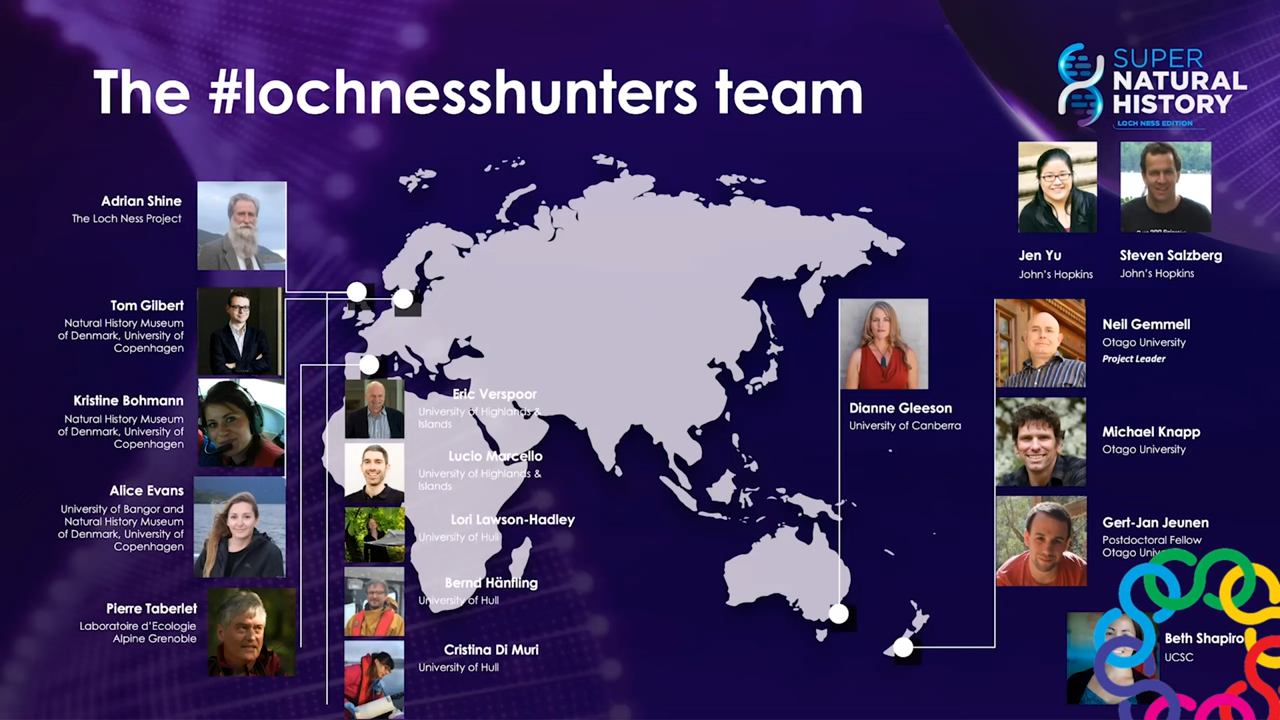 The #lochnesshunters team
SUPER
NATURAL
HISTORY
LOCH NESS EDITION
Adrian Shine
The Loch Ness Project
Tom Gilbert
Natural History Museum
of Denmark, University of
Copenhagen
Kristine Bohmann
Natural History Museum
of Denmark, University of
Copenhagen
Alice Evans
University of Bangor and
Natural History Museum
of Denmark, University of
Copenhagen
Pierre Taberlet
Laboratoire d'Ecologie
Alpine Grenoble
Eric Verspoor
University of Highlands &
Islands
Lucio Marcello
University of Highlands &
Islands
Lori Lawson-Hadley
University of Hull
Bernd Hänfling
University of Hull
Cristina Di Muri
University of Hull
Dianne Gleeson
University of Canberra
Jen Yu
John's Hopkins
Steven Salzberg
John's Hopkins
Neil Gemmell
Otago University
Project Leader
Michael Knapp
Otago University
Gert-Jan Jeunen
Postdoctoral Fellow
Otago
Beth Shapiro
UCSC